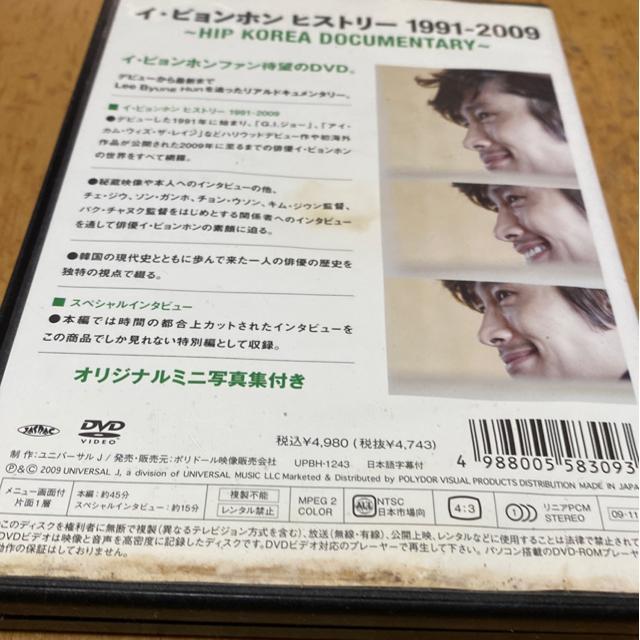 イ・ビョンホン ヒストリー 1991-2009
~HIP KOREA DOCUMENTARY~
イ・ビョンホンファン待望のDVD。
デビューから最新まで
Lee Byung Hunを追ったリアルドキュメンタリー。
■ イ・ビョンホン ヒストリー 1991-2009
●デビューした1991年に始まり、「G.I.ジョー」、「アイ・
カム・ウィズ・ザ・レイン」などハリウッドデビュー作や初海外
作品が公開された2009年に至るまでの俳優イ・ビョンホン
の世界をすべて網羅。
●秘蔵映像や本人へのインタビューの他、
チェ・ジウ、ソン・ガンホ、チョン・ウソン、キム・ジウン監督、
パク・チャヌク監督をはじめとする関係者へのインタビュー
を通して俳優イ・ビョンホンの素顔に迫る。
●韓国の現代史とともに歩んで来た一人の俳優の歴史を
独特の視点で綴る。
■ スペシャルインタビュー
●本編では時間の都合上カットされたインタビューを
この商品でしか見れない特別編として収録。
オリジナルミニ写真集付き
DVD
VIDEO
税込¥4,980 (税抜¥4,743)
制作:ユニバーサル J / 発売・販売元:ポリドール映像販売会社 UPBH-1243 日本語字幕付
4 988005 583093
℗&© 2009 UNIVERSAL J, a division of UNIVERSAL MUSIC LLC Marketed & Distributed by POLYDOR VISUAL PRODUCTS DISTRIBUTION MADE IN JAPA
メニュー画面付
片面1層
本編:約45分
スペシャルインタビュー:約15分
複製不能
レンタル禁止
MPEG 2
COLOR
ALL
NTSC
日本市場向
4:3
リニアPCM
STEREO
09·11
このディスクを権利者に無断で複製(異なるテレビジョン方式を含む)、放送(無線・有線)、公開上映、レンタルなどに使用することは法律で禁止されて
DVDビデオは映像と音声を高密度に記録したディスクです。DVDビデオ対応のプレーヤーで再生して下さい。パソコン搭載のDVD-ROMプレーヤー
動作の保証はしておりません。